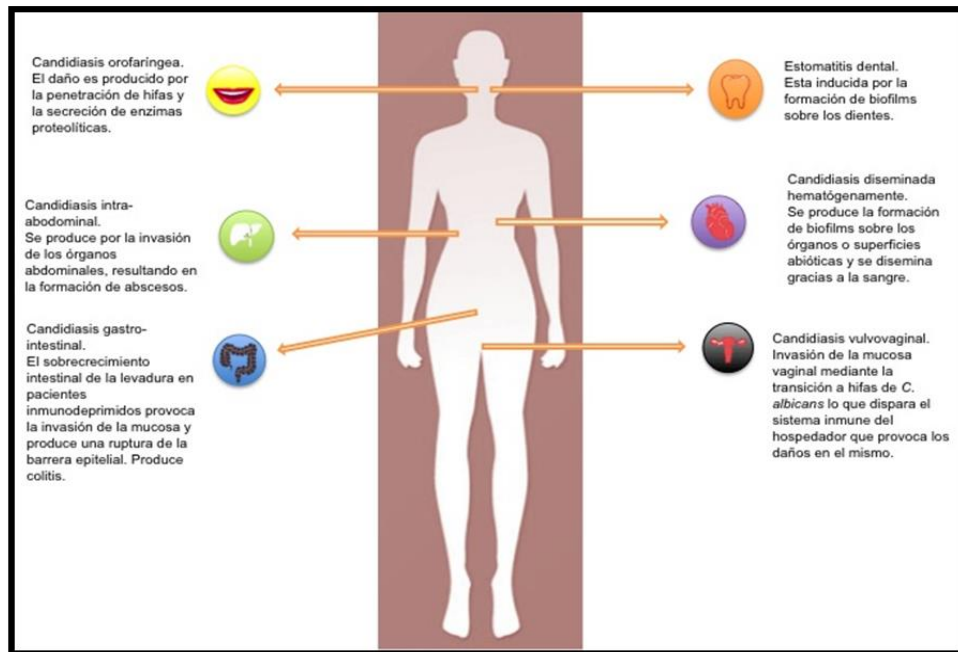 Candidiasis orofaríngea.
El daño es producido por
la penetración de hifas y
la secreción de enzimas
proteolíticas.
Estomatitis dental.
Esta inducida por la
formación de biofilms
sobre los dientes.
Candidiasis intra-
abodominal.
Se produce por la invasión
de los órganos
abdominales, resultando en
la formación de abscesos.
Candidiasis diseminada
hematógenamente.
Se produce la formación
de biofilms sobre los
órganos o superficies
abióticas y se disemina
gracias a la sangre.
Candidiasis gastro-
intestinal.
El sobrecrecimiento
intestinal de la levadura en
pacientes
inmunodeprimidos provoca
la invasión de la mucosa y
produce una ruptura de la
barrera epitelial. Produce
colitis.
Candidiasis vulvovaginal.
Invasión de la mucosa
vaginal mediante la
transición a hifas de C.
albicans lo que dispara el
sistema inmune del
hospedador que provoca los
daños en el mismo.